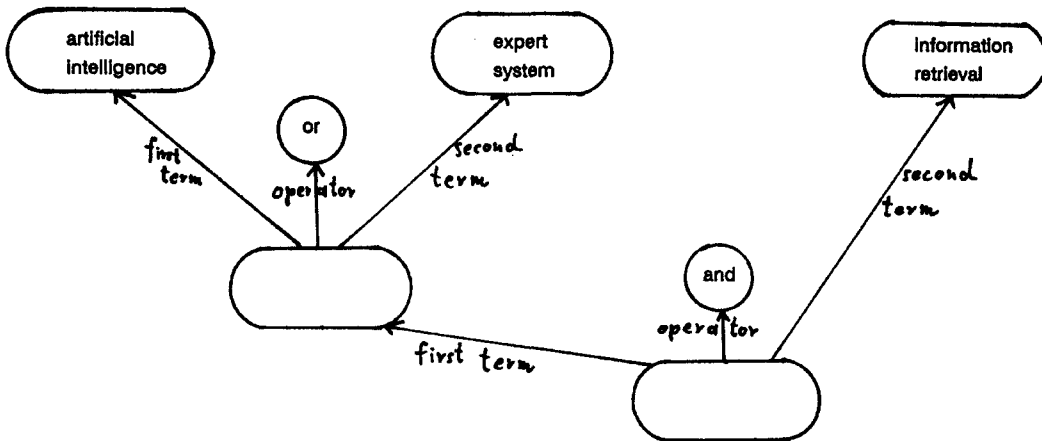 artificial
intelligence
expert
system
information
retrieval
or
first
term
operator
second
term
second
term
and
operator
first term